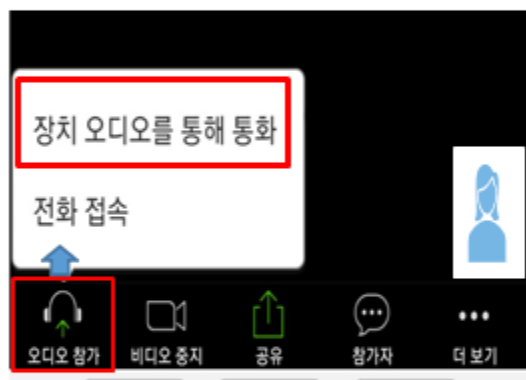 장치 오디오를 통해 통화
전화 접속
오디오 참가 비디오 중지 공유 참가자 더 보기